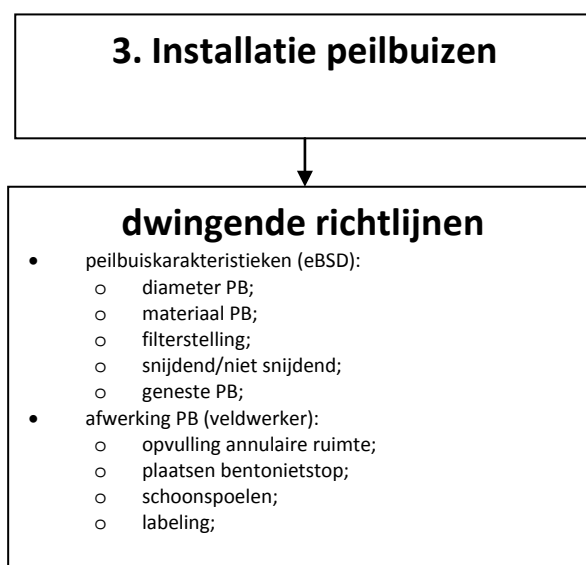 3. Installatie peilbuizen
dwingende richtlijnen
• peilbuiskarakteristieken (eBSD):
o diameter PB;
o materiaal PB;
o filterstelling;
o snijdend/niet snijdend;
o geneste PB;
• afwerking PB (veldwerker):
o opvulling annulaire ruimte;
o plaatsen bentonietstop;
o schoonspoelen;
o labeling;